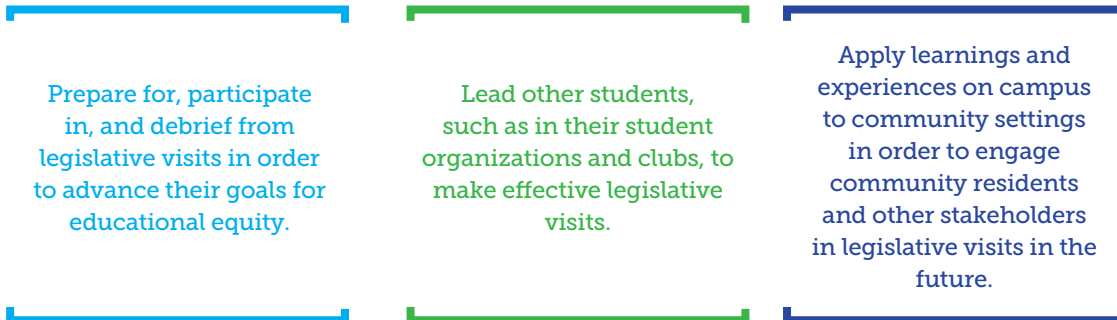 Prepare for, participate
in, and debrief from
legislative visits in order
to advance their goals for
educational equity.
Lead other students,
such as in their student
organizations and clubs, to
make effective legislative
visits.
Apply learnings and
experiences on campus
to community settings
in order to engage
community residents
and other stakeholders
in legislative visits in the
future.